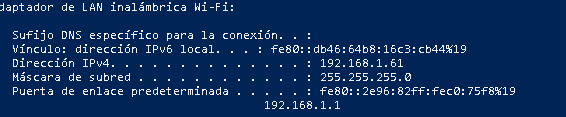 daptador de LAN inalámbrica Wi-Fi:
Sufijo DNS específico para la conexión. . :
Vínculo: dirección IPv6 local. . . : fe80::db46:64b8:16c3:cb44%19
Dirección IPv4. . . . . . . . . . . . . . : 192.168.1.61
Máscara de subred . . . . . . . . . . . . : 255.255.255.0
Puerta de enlace predeterminada . . . . . : fe80::2e96:82ff:fec0:75f8%19
192.168.1.1